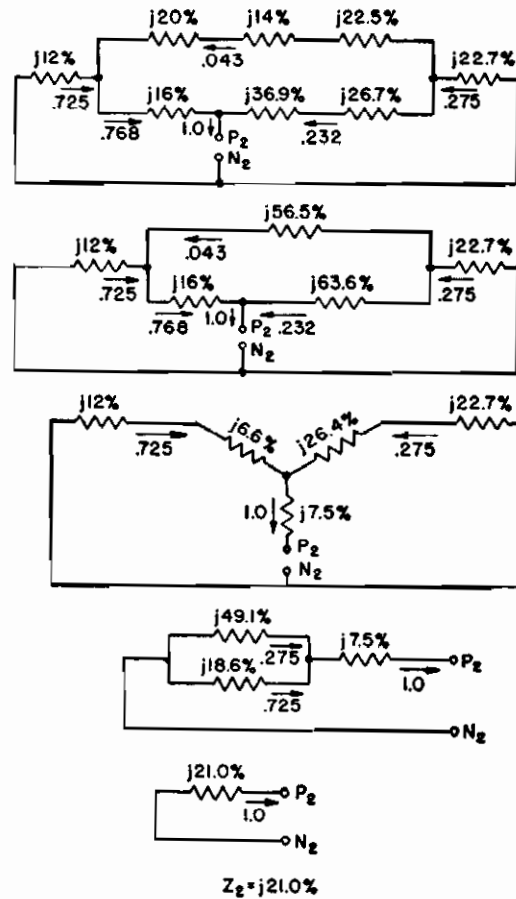 j20% j14% j22.5%
j12% .043 j22.7%
.725 j16% j36.9% j26.7% .275
.768 1.0 .232
P₂
N₂
j56.5%
j12% .043 j22.7%
.725 j16% j63.6% .275
.768 1.0 P₂ .232
N₂
j12% j6.6% j26.4% j22.7%
.725 .275
1.0 j7.5%
P₂
N₂
j49.1% j7.5%
.275
j18.6% 1.0 P₂
.725
N₂
j21.0%
1.0 P₂
N₂
Z₂=j21.0%